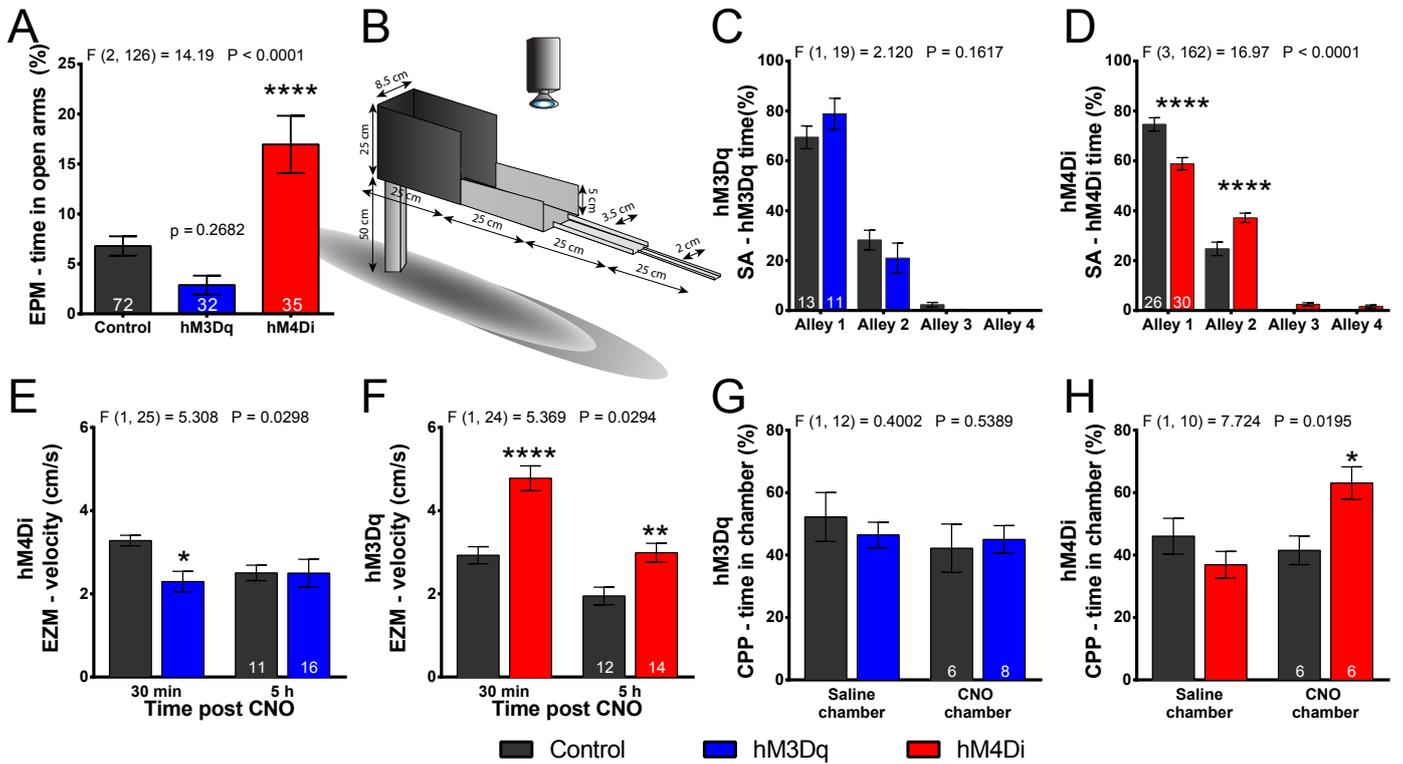 A
F (2, 126) = 14.19 P < 0.0001
EPM - time in open arms (%)
25
20
15
10
5
0
****
p = 0.2682
72
32
35
Control
hM3Dq
hM4Di
B
8.5 cm
25 cm
50 cm
25 cm
25 cm
25 cm
25 cm
5 cm
3.5 cm
2 cm
C
F (1, 19) = 2.120 P = 0.1617
hM3Dq
SA - hM3Dq time(%)
100
80
60
40
20
0
13
11
Alley 1
Alley 2
Alley 3
Alley 4
D
F (3, 162) = 16.97 P < 0.0001
hM4Di
SA - hM4Di time (%)
100
80
60
40
20
0
****
****
26
30
Alley 1
Alley 2
Alley 3
Alley 4
E
F (1, 25) = 5.308 P = 0.0298
hM4Di
EZM - velocity (cm/s)
6
4
2
0
*
11
16
30 min
5 h
Time post CNO
F
F (1, 24) = 5.369 P = 0.0294
hM3Dq
EZM - velocity (cm/s)
6
4
2
0
****
**
12
14
30 min
5 h
Time post CNO
G
F (1, 12) = 0.4002 P = 0.5389
hM3Dq
CPP - time in chamber (%)
80
60
40
20
0
6
8
Saline
chamber
CNO
chamber
H
F (1, 10) = 7.724 P = 0.0195
hM4Di
CPP - time in chamber (%)
80
60
40
20
0
*
6
6
Saline
chamber
CNO
chamber
Control
hM3Dq
hM4Di